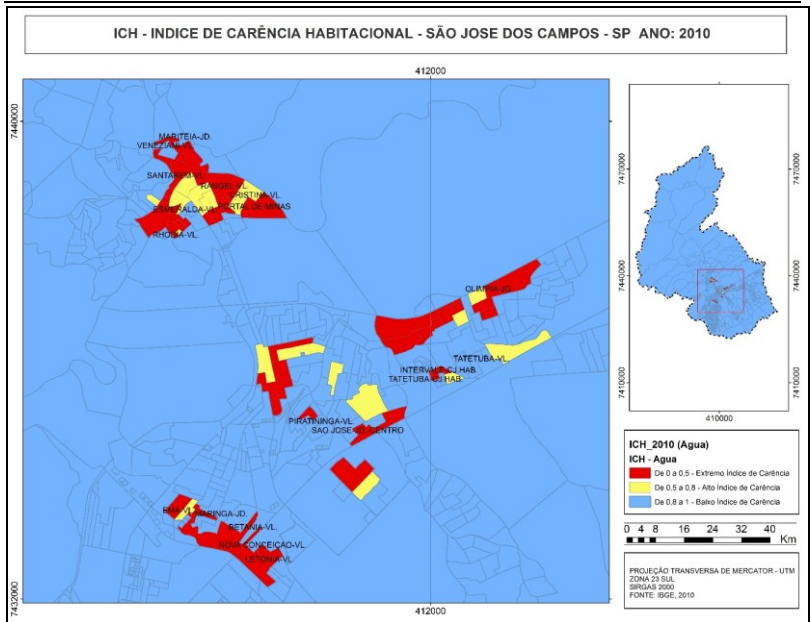 ICH - INDICE DE CARÊNCIA HABITACIONAL - SÃO JOSE DOS CAMPOS - SP ANO: 2010
412000
7440000
MARITEIA-JD.
VENEZIANI-VL.
SANTAREM-VL.
RANGEL-VL.
CRISTINA-VL.
ESMERALDA-VL.
PORTAL DE MINAS
RHODIA-VL.
OLIMPIA-JD.
TATETUBA-VL.
INTERVALE-CJ.HAB.
TATETUBA-CJ.HAB.
PIRATININGA-VL.
SAO JOSE-JD.-CENTRO
EMA-VL.
MARINGA-JD.
BETANIA-VL.
NOVA CONCEIÇAO-VL.
LETONIA-VL.
7432000
412000
7470000
7470000
7440000
7440000
7410000
7410000
410000
ICH_2010 (Agua)
ICH - Agua
De 0 a 0,5 - Extremo Índice de Carência
De 0,5 a 0,8 - Alto Índice de Carência
De 0,8 a 1 - Baixo Índice de Carência
0 4 8 16 24 32 40
Km
PROJEÇÃO TRANSVERSA DE MERCATOR - UTM
ZONA 23 SUL
SIRGAS 2000
FONTE: IBGE, 2010